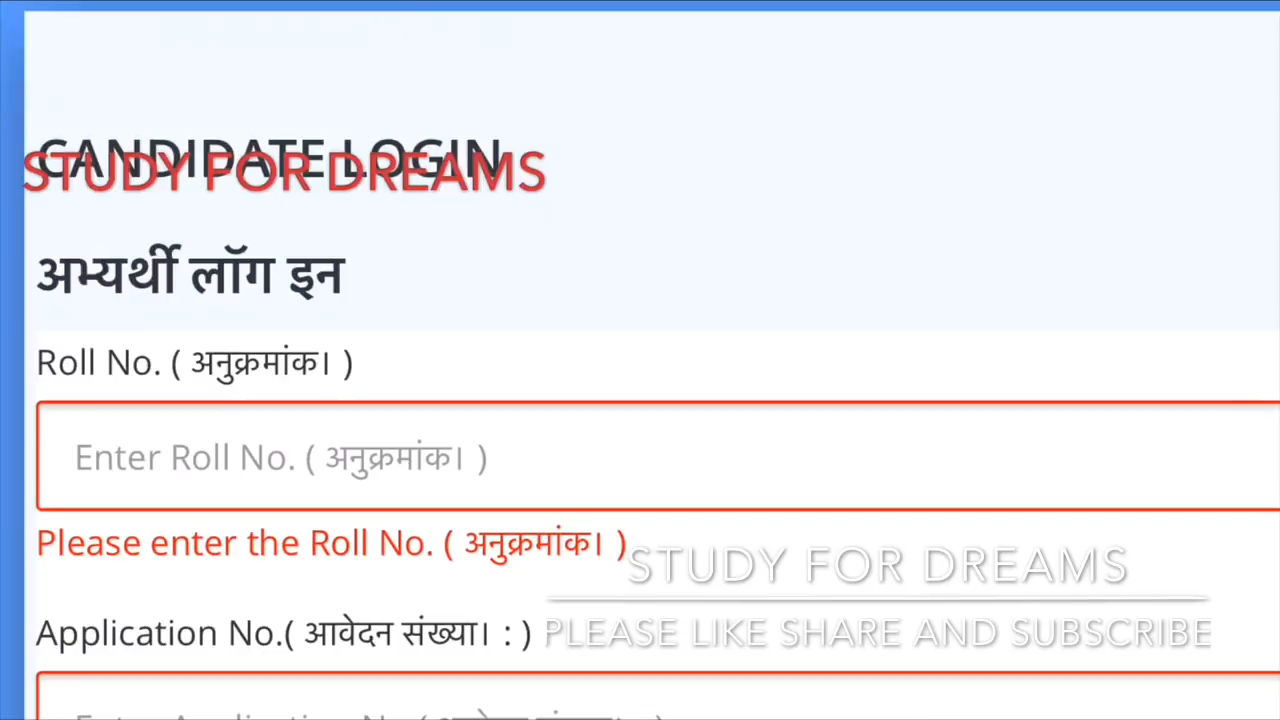 CANDIDATE LOGIN
STUDY FOR DREAMS
अभ्यर्थी लॉग इन
Roll No. ( अनुक्रमांक। )
Enter Roll No. ( अनुक्रमांक। )
Please enter the Roll No. ( अनुक्रमांक। )
STUDY FOR DREAMS
Application No.( आवेदन संख्या। : )
PLEASE LIKE SHARE AND SUBSCRIBE